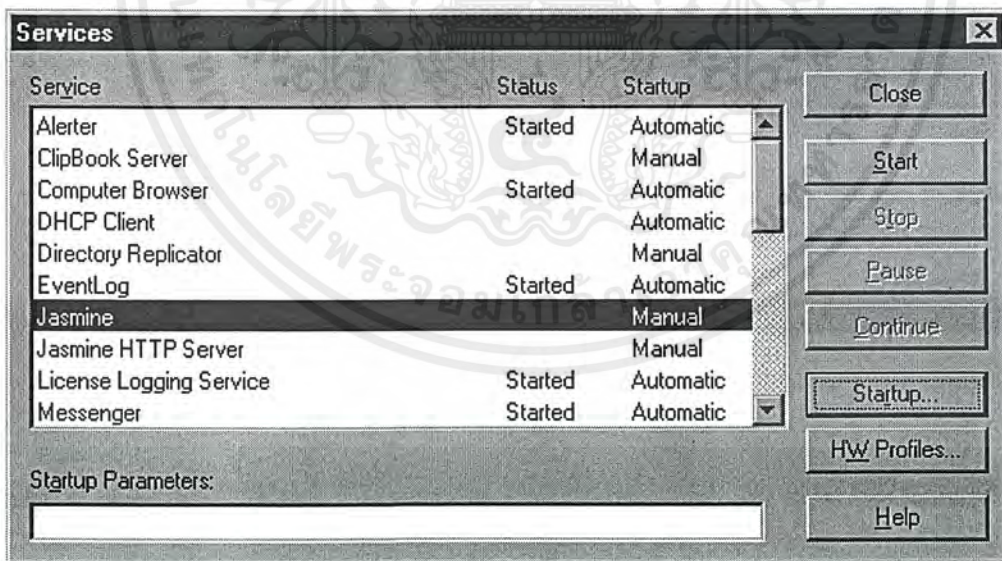 Services
Service Status Startup
Alerter Started Automatic
ClipBook Server Manual
Computer Browser Started Automatic
DHCP Client Automatic
Directory Replicator Manual
EventLog Started Automatic
Jasmine Manual
Jasmine HTTP Server Manual
License Logging Service Started Automatic
Messenger Started Automatic
Startup Parameters:
Close
Start
Stop
Pause
Continue
Startup...
HW Profiles...
Help